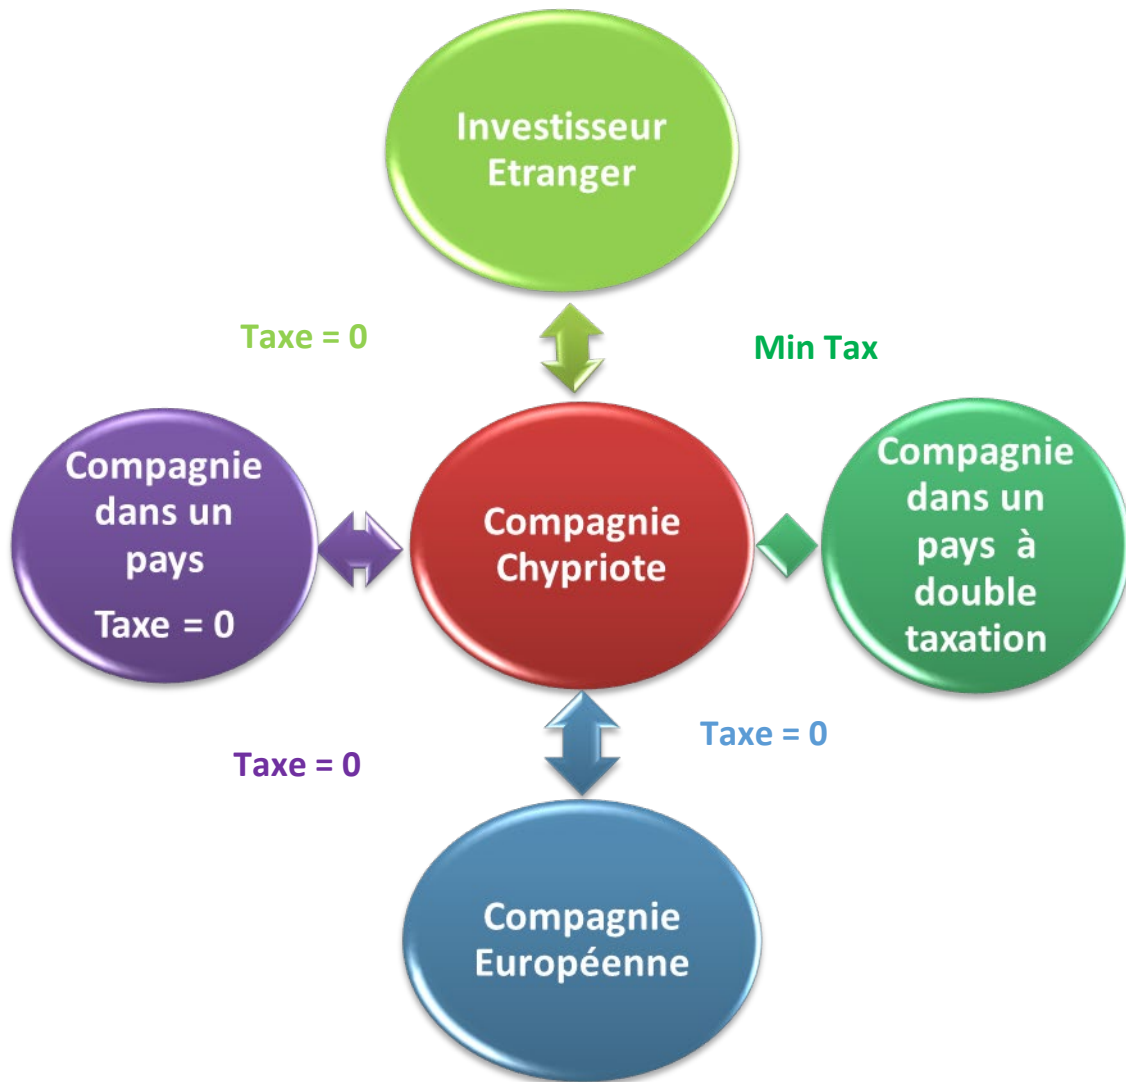 Investisseur
Etranger
Taxe = 0
Min Tax
Compagnie
dans un
pays
Taxe = 0
Compagnie
Chypriote
Compagnie
dans un
pays à
double
taxation
Taxe = 0
Taxe = 0
Compagnie
Européenne